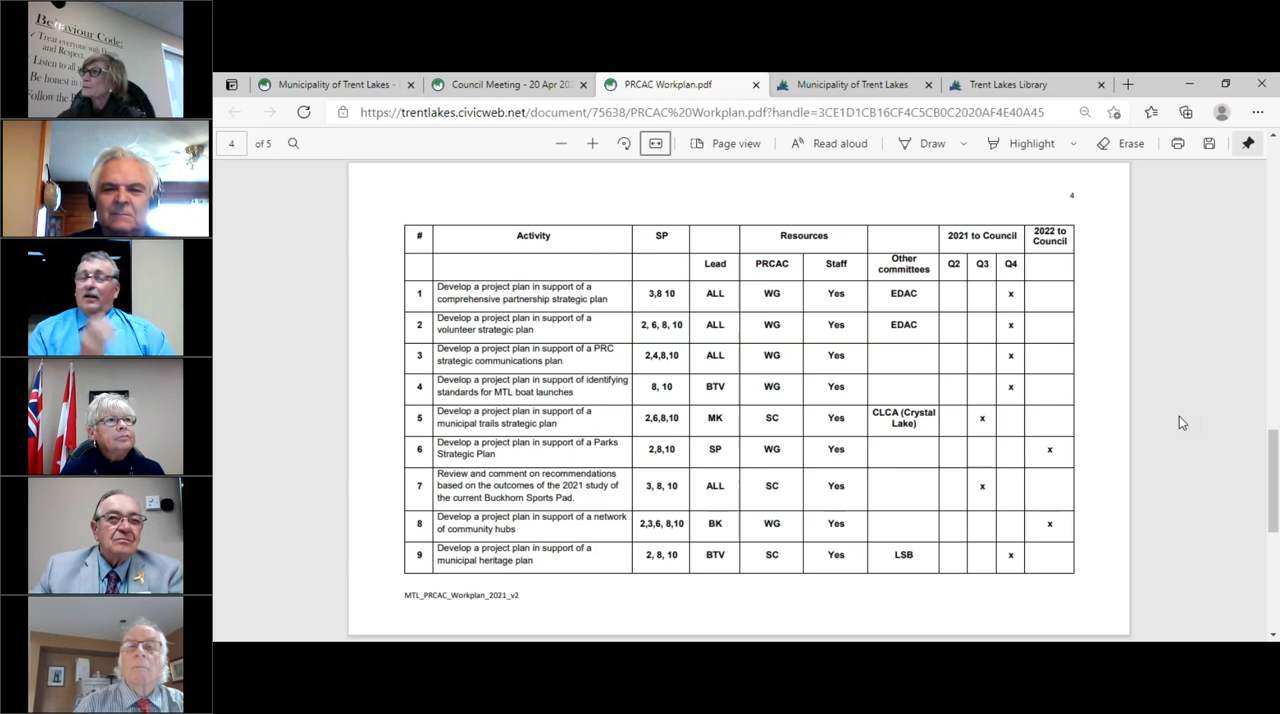 Behaviour Code:
Treat everyone with
and Respect.
Listen to all
Be honest in
Follow the
Municipality of Trent Lakes -
Council Meeting - 20 Apr 202
PRCAC Workplan.pdf
Municipality of Trent Lakes
Trent Lakes Library
https://trentlakes.civicweb.net/document/75638/PRCAC%20Workplan.pdf?handle=3CE1D1CB16CF4C5CB0C2020AF4E40A45
4 of 5
Page view
Read aloud
Draw
Highlight
Erase
4
# Activity SP Resources 2021 to Council 2022 to Council
Lead PRCAC Staff Other committees Q2 Q3 Q4
1 Develop a project plan in support of a comprehensive partnership strategic plan 3,8 10 ALL WG Yes EDAC x
2 Develop a project plan in support of a volunteer strategic plan 2, 6, 8, 10 ALL WG Yes EDAC x
3 Develop a project plan in support of a PRC strategic communications plan 2,4,8,10 ALL WG Yes x
4 Develop a project plan in support of identifying standards for MTL boat launches 8, 10 BTV WG Yes x
5 Develop a project plan in support of a municipal trails strategic plan 2,6,8,10 MK SC Yes CLCA (Crystal Lake) x
6 Develop a project plan in support of a Parks Strategic Plan 2,8,10 SP WG Yes x
7 Review and comment on recommendations based on the outcomes of the 2021 study of the current Buckhorn Sports Pad. 3, 8, 10 ALL SC Yes x
8 Develop a project plan in support of a network of community hubs 2,3,6, 8,10 BK WG Yes x
9 Develop a project plan in support of a municipal heritage plan 2, 8, 10 BTV SC Yes LSB x
MTL_PRCAC_Workplan_2021_v2